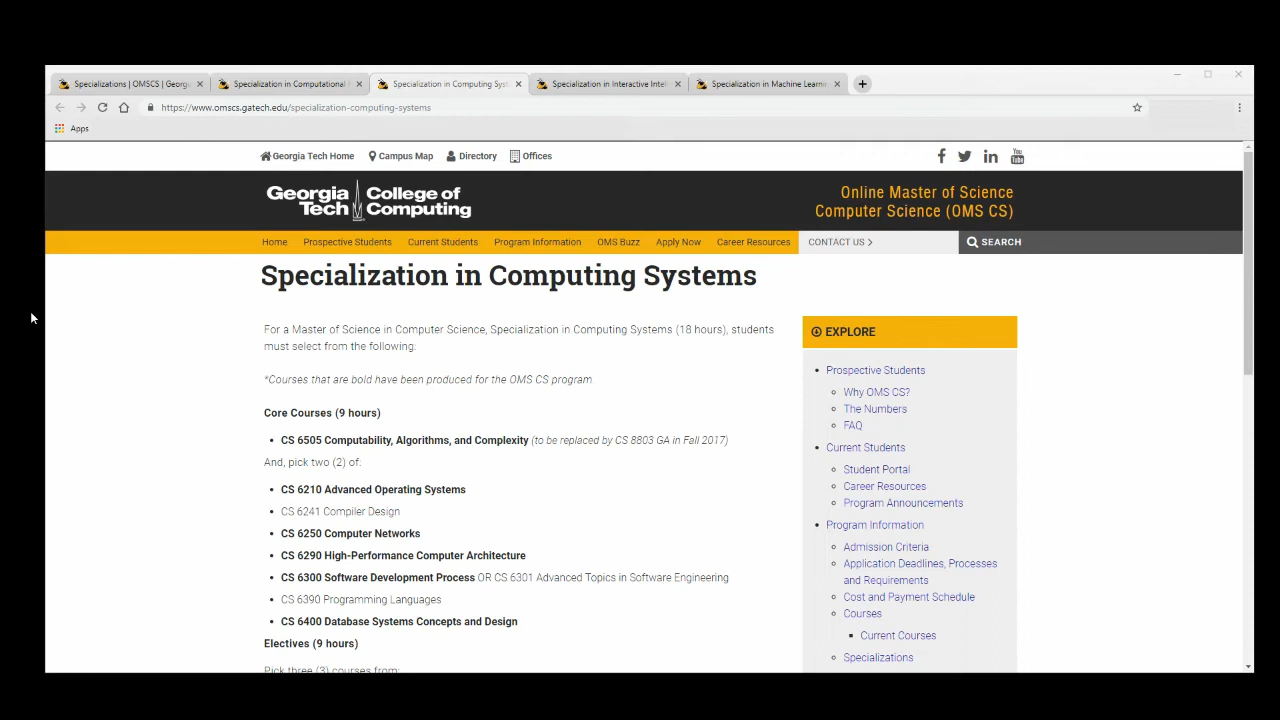 Specializations | OMSCS | Georg
Specialization in Computational
Specialization in Computing Sys
Specialization in Interactive Intel
Specialization in Machine Learni
https://www.omscs.gatech.edu/specialization-computing-systems
Apps
Georgia Tech Home
Campus Map
Directory
Offices
Georgia Tech
College of Computing
Online Master of Science
Computer Science (OMS CS)
Home
Prospective Students
Current Students
Program Information
OMS Buzz
Apply Now
Career Resources
CONTACT US
SEARCH
Specialization in Computing Systems
For a Master of Science in Computer Science, Specialization in Computing Systems (18 hours), students
must select from the following:
*Courses that are bold have been produced for the OMS CS program.
Core Courses (9 hours)
• CS 6505 Computability, Algorithms, and Complexity (to be replaced by CS 8803 GA in Fall 2017)
And, pick two (2) of:
• CS 6210 Advanced Operating Systems
• CS 6241 Compiler Design
• CS 6250 Computer Networks
• CS 6290 High-Performance Computer Architecture
• CS 6300 Software Development Process OR CS 6301 Advanced Topics in Software Engineering
• CS 6390 Programming Languages
• CS 6400 Database Systems Concepts and Design
Electives (9 hours)
Pick three (3) courses from:
EXPLORE
Prospective Students
Why OMS CS?
The Numbers
FAQ
Current Students
Student Portal
Career Resources
Program Announcements
Program Information
Admission Criteria
Application Deadlines, Processes
and Requirements
Cost and Payment Schedule
Courses
Current Courses
Specializations